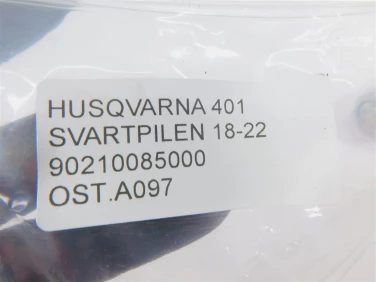 HUSQVARNA 401
SVARTPILEN 18-22
90210085000
OST.A097